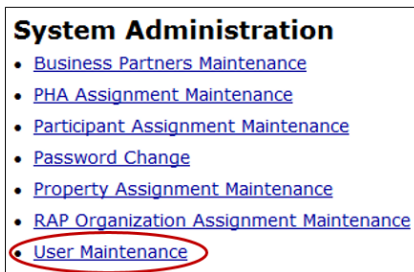 System Administration
• Business Partners Maintenance
• PHA Assignment Maintenance
• Participant Assignment Maintenance
• Password Change
• Property Assignment Maintenance
• RAP Organization Assignment Maintenance
• User Maintenance